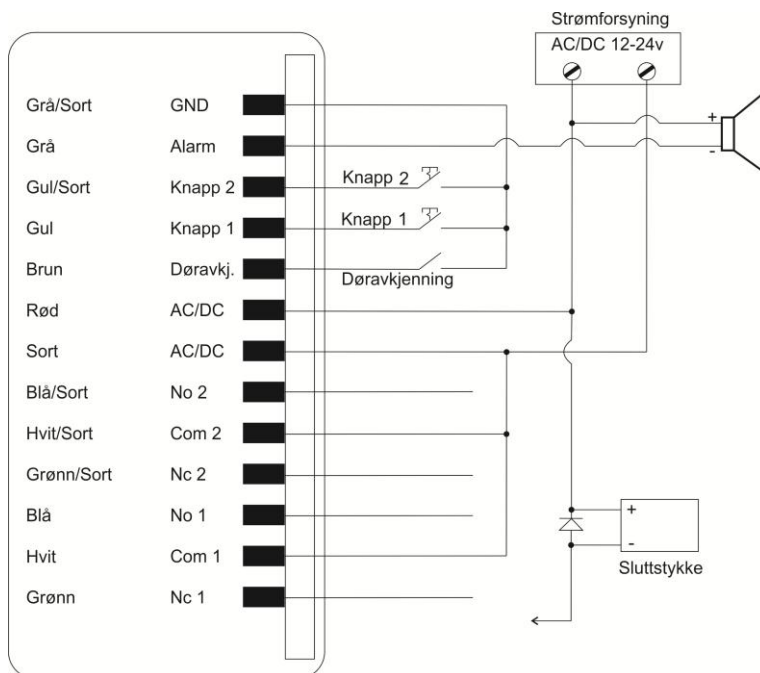 Strømforsyning
AC/DC 12-24v
+
-
Grå/Sort GND
Grå Alarm
Gul/Sort Knapp 2
Knapp 2
Gul Knapp 1
Knapp 1
Brun Døravkj.
Døravkjenning
Rød AC/DC
Sort AC/DC
Blå/Sort No 2
Hvit/Sort Com 2
Grønn/Sort Nc 2
Blå No 1
Hvit Com 1
Grønn Nc 1
+
-
Sluttstykke